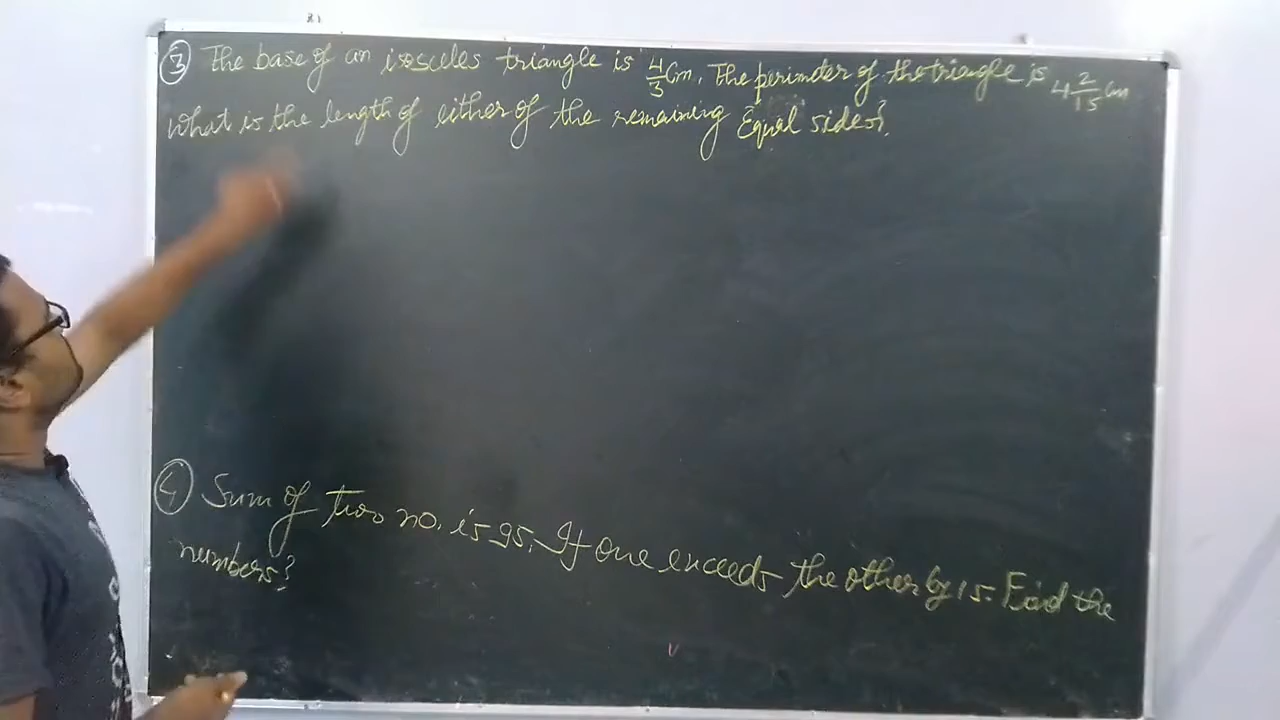 ③ The base of an isosceles triangle is 4/3 cm. The perimeter of the triangle is 4 2/15 cm
What is the length of either of the remaining Equal sides?
④ Sum of two no. is 95. If one exceeds the other by 15. Find the
numbers?